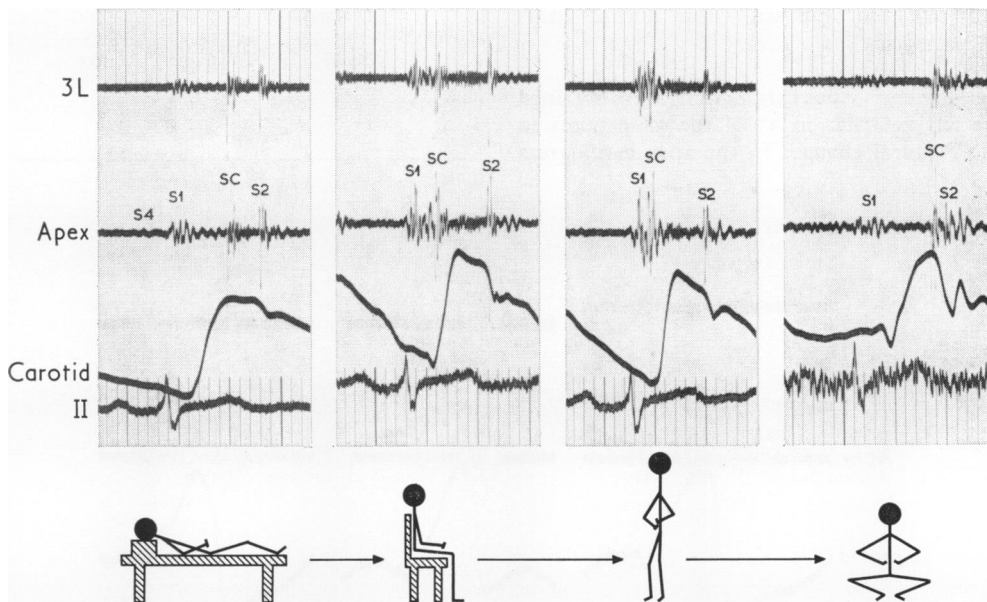 3L
SC SC SC SC
S4 S1 S2 S1 S2 S1 S2 S1 S2
Apex
Carotid
II